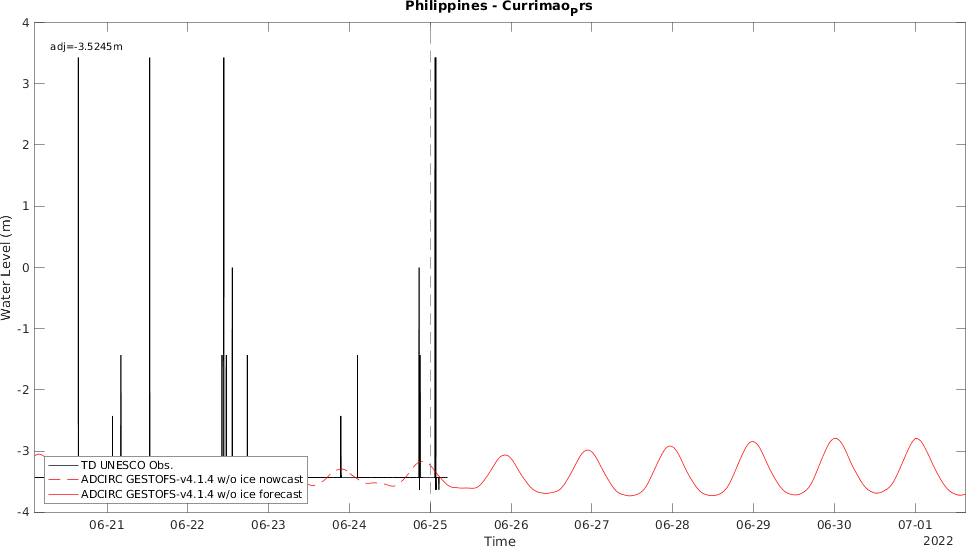 Philippines - Currimao_prs
adj=-3.5245m
4
3
2
1
0
-1
-2
-3
-4
Water Level (m)
TD UNESCO Obs.
ADCIRC GESTOFS-v4.1.4 w/o ice nowcast
ADCIRC GESTOFS-v4.1.4 w/o ice forecast
06-21 06-22 06-23 06-24 06-25 06-26 06-27 06-28 06-29 06-30 07-01
Time
2022